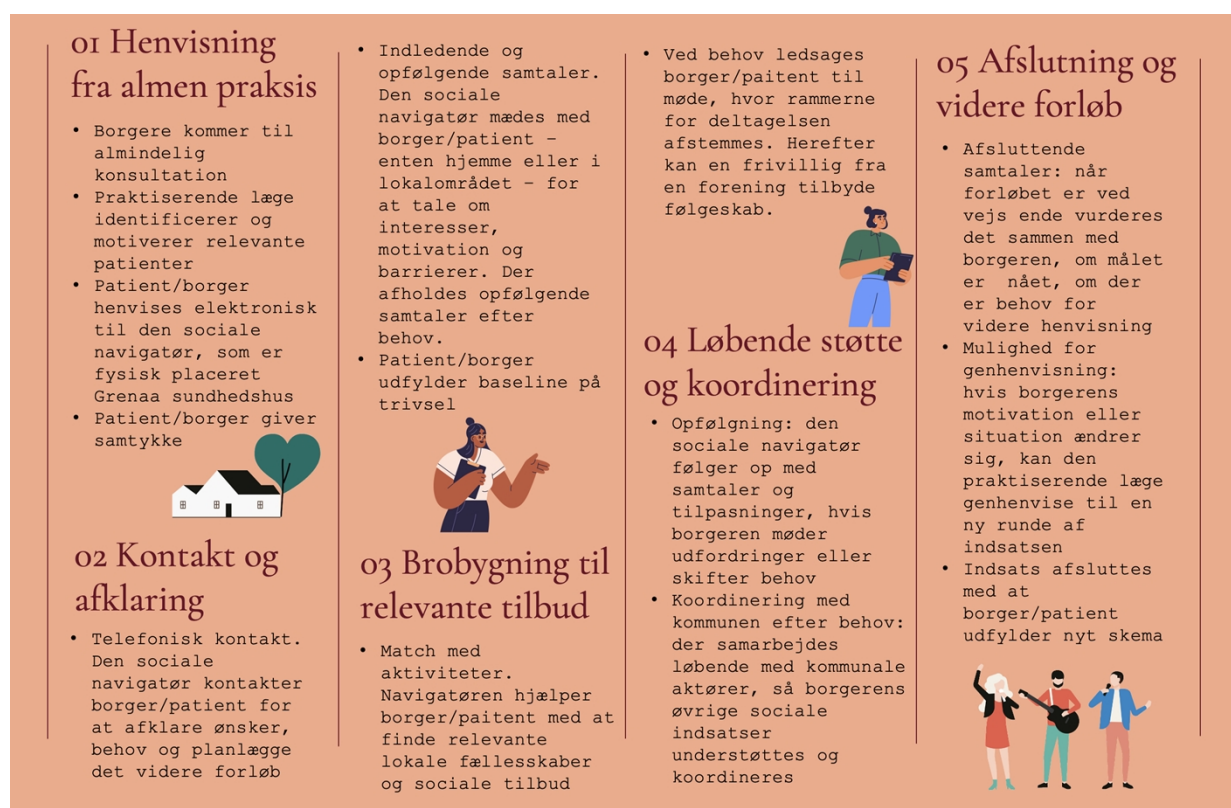 01 Henvisning
fra almen praksis
• Borgere kommer til
almindelig
konsultation
• Praktiserende læge
identificerer og
motiverer relevante
patienter
• Patient/borger
henvises elektronisk
til den sociale
navigatør, som er
fysisk placeret
Grenaa sundhedshus
• Patient/borger giver
samtykke
02 Kontakt og
afklaring
• Telefonisk kontakt.
Den sociale
navigatør kontakter
borger/patient for
at afklare ønsker,
behov og planlægge
det videre forløb
• Indledende og
opfølgende samtaler.
Den sociale
navigatør mødes med
borger/patient –
enten hjemme eller i
lokalområdet – for
at tale om
interesser,
motivation og
barrierer. Der
afholdes opfølgende
samtaler efter
behov.
• Patient/borger
udfylder baseline på
trivsel
03 Brobygning til
relevante tilbud
• Match med
aktiviteter.
Navigatøren hjælper
borger/paitent med at
finde relevante
lokale fællesskaber
og sociale tilbud
• Ved behov ledsages
borger/paitent til
møde, hvor rammerne
for deltagelsen
afstemmes. Herefter
kan en frivillig fra
en forening tilbyde
følgeskab.
04 Løbende støtte
og koordinering
• Opfølgning: den
sociale navigatør
følger op med
samtaler og
tilpasninger, hvis
borgeren møder
udfordringer eller
skifter behov
• Koordinering med
kommunen efter behov:
der samarbejdes
løbende med kommunale
aktører, så borgerens
øvrige sociale
indsatser
understøttes og
koordineres
05 Afslutning og
videre forløb
• Afsluttende
samtaler: når
forløbet er ved
vejs ende vurderes
det sammen med
borgeren, om målet
er nået, om der
er behov for
videre henvisning
• Mulighed for
genhenvisning:
hvis borgerens
motivation eller
situation ændrer
sig, kan den
praktiserende læge
genhenvise til en
ny runde af
indsatsen
• Indsats afsluttes
med at
borger/patient
udfylder nyt skema